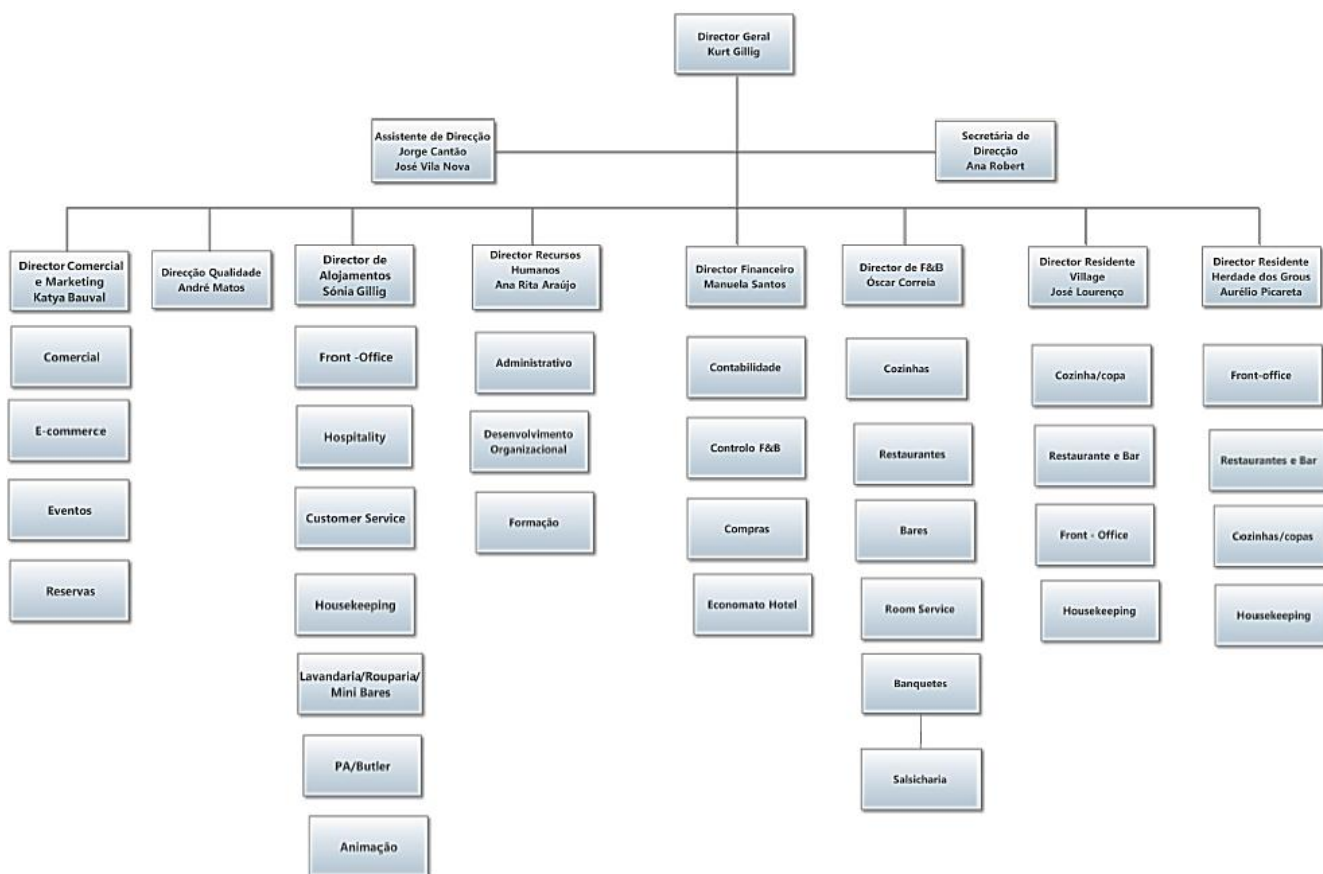 Director Geral
Kurt Gillig
Assistente de Direcção
Jorge Cantão
José Vila Nova
Secretária de
Direcção
Ana Robert
Director Comercial
e Marketing
Katya Bauval
Direcção Qualidade
André Matos
Director de
Alojamentos
Sónia Gillig
Director Recursos
Humanos
Ana Rita Araújo
Director Financeiro
Manuela Santos
Director de F&B
Óscar Correia
Director Residente
Village
José Lourenço
Director Residente
Herdade dos Grous
Aurélio Picareta
Comercial
E-commerce
Eventos
Reservas
Front -Office
Hospitality
Customer Service
Housekeeping
Lavandaria/Rouparia/
Mini Bares
PA/Butler
Animação
Administrativo
Desenvolvimento
Organizacional
Formação
Contabilidade
Controlo F&B
Compras
Economato Hotel
Cozinhas
Restaurantes
Bares
Room Service
Banquetes
Salsicharia
Cozinha/copa
Restaurante e Bar
Front - Office
Housekeeping
Front-office
Restaurantes e Bar
Cozinhas/copas
Housekeeping